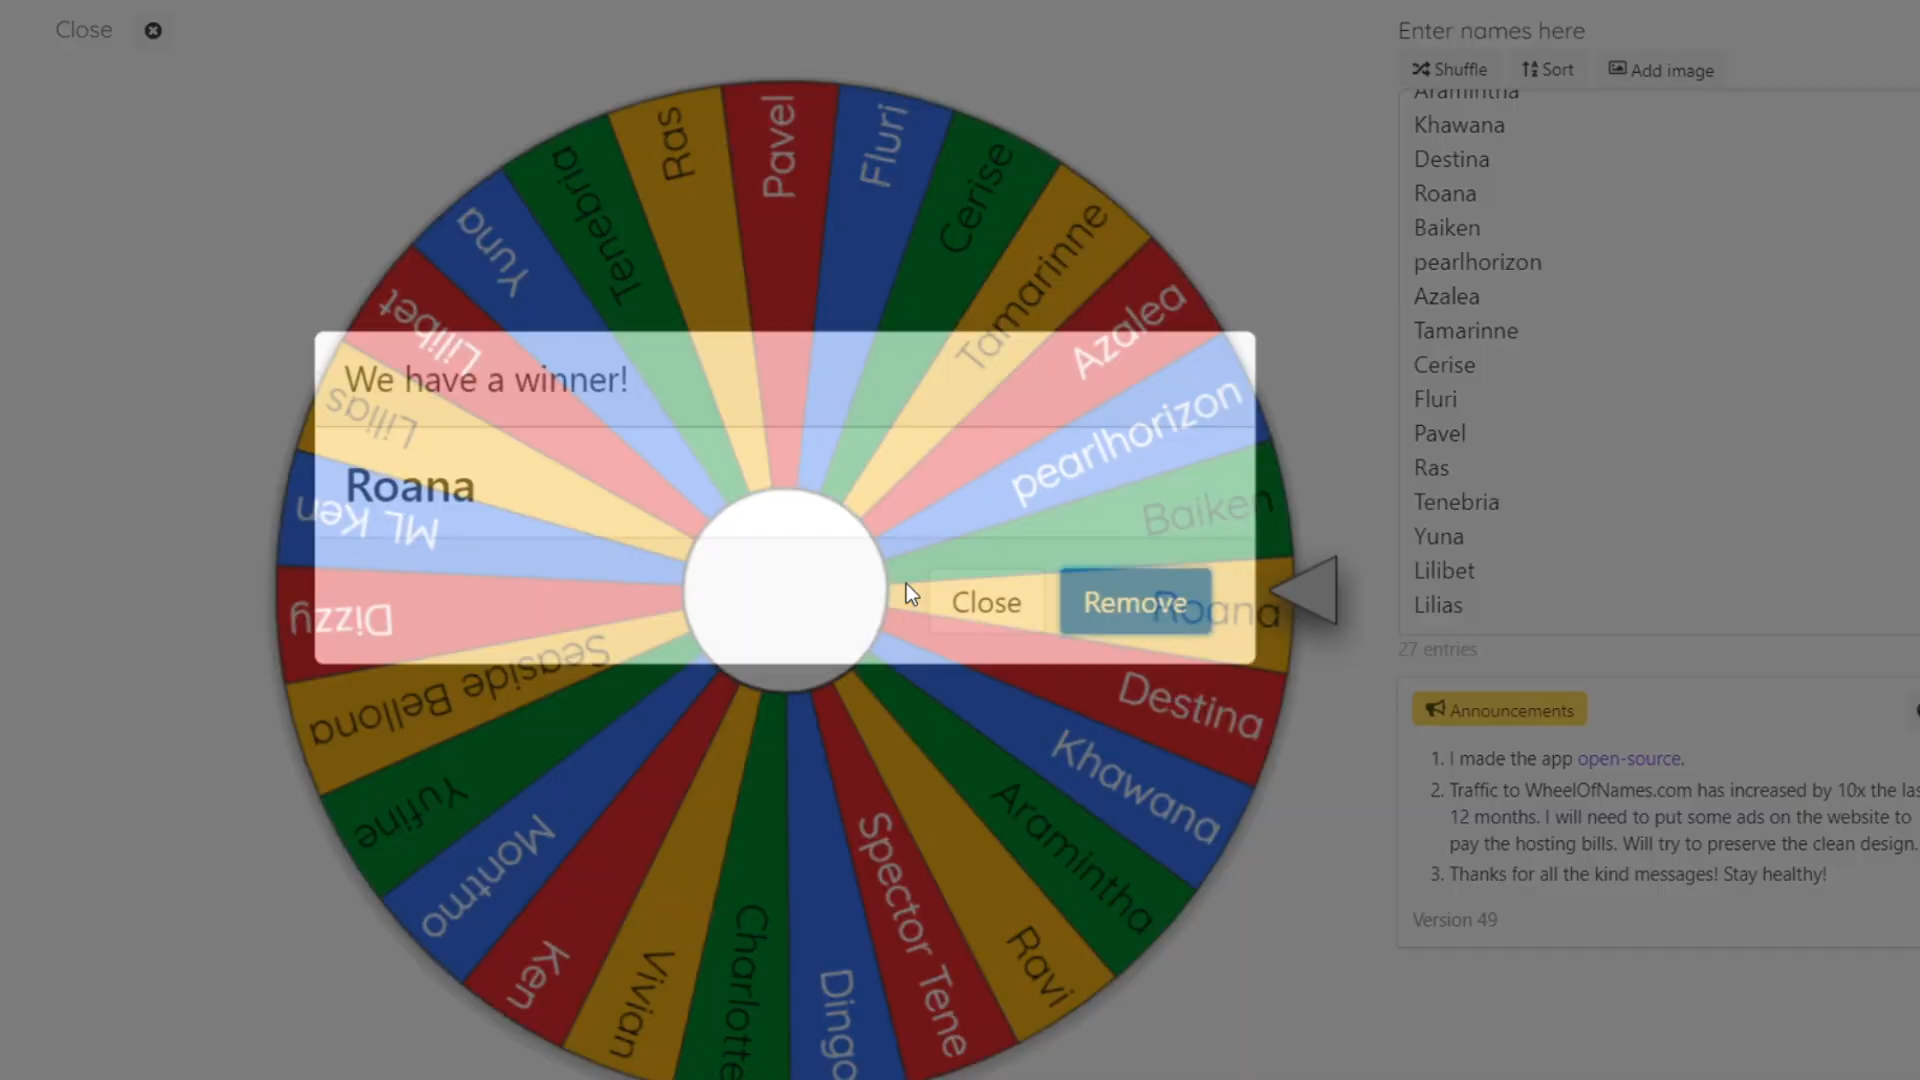 Close
Enter names here
Shuffle
Sort
Add image
Aramintha
Khawana
Destina
Roana
Baiken
pearlhorizon
Azalea
Tamarinne
Cerise
Fluri
Pavel
Ras
Tenebria
Yuna
Lilibet
Lilias
27 entries
Announcements
1. I made the app open-source.
2. Traffic to WheelOfNames.com has increased by 10x the las
12 months. I will need to put some ads on the website to
pay the hosting bills. Will try to preserve the clean design.
3. Thanks for all the kind messages! Stay healthy!
Version 49
We have a winner!
Roana
Close
Remove
Pavel
Fluri
Cerise
Tamarinne
Azalea
pearlhorizon
Baiken
Roana
Destina
Khawana
Aramintha
Ravi
Spector Tene
Dingo
Charlotte
Vivian
Ken
Montmo
Yufine
Seaside Bellona
Dizzy
ML Ken
Lilias
Lilibet
Yuna
Tenebria
Ras